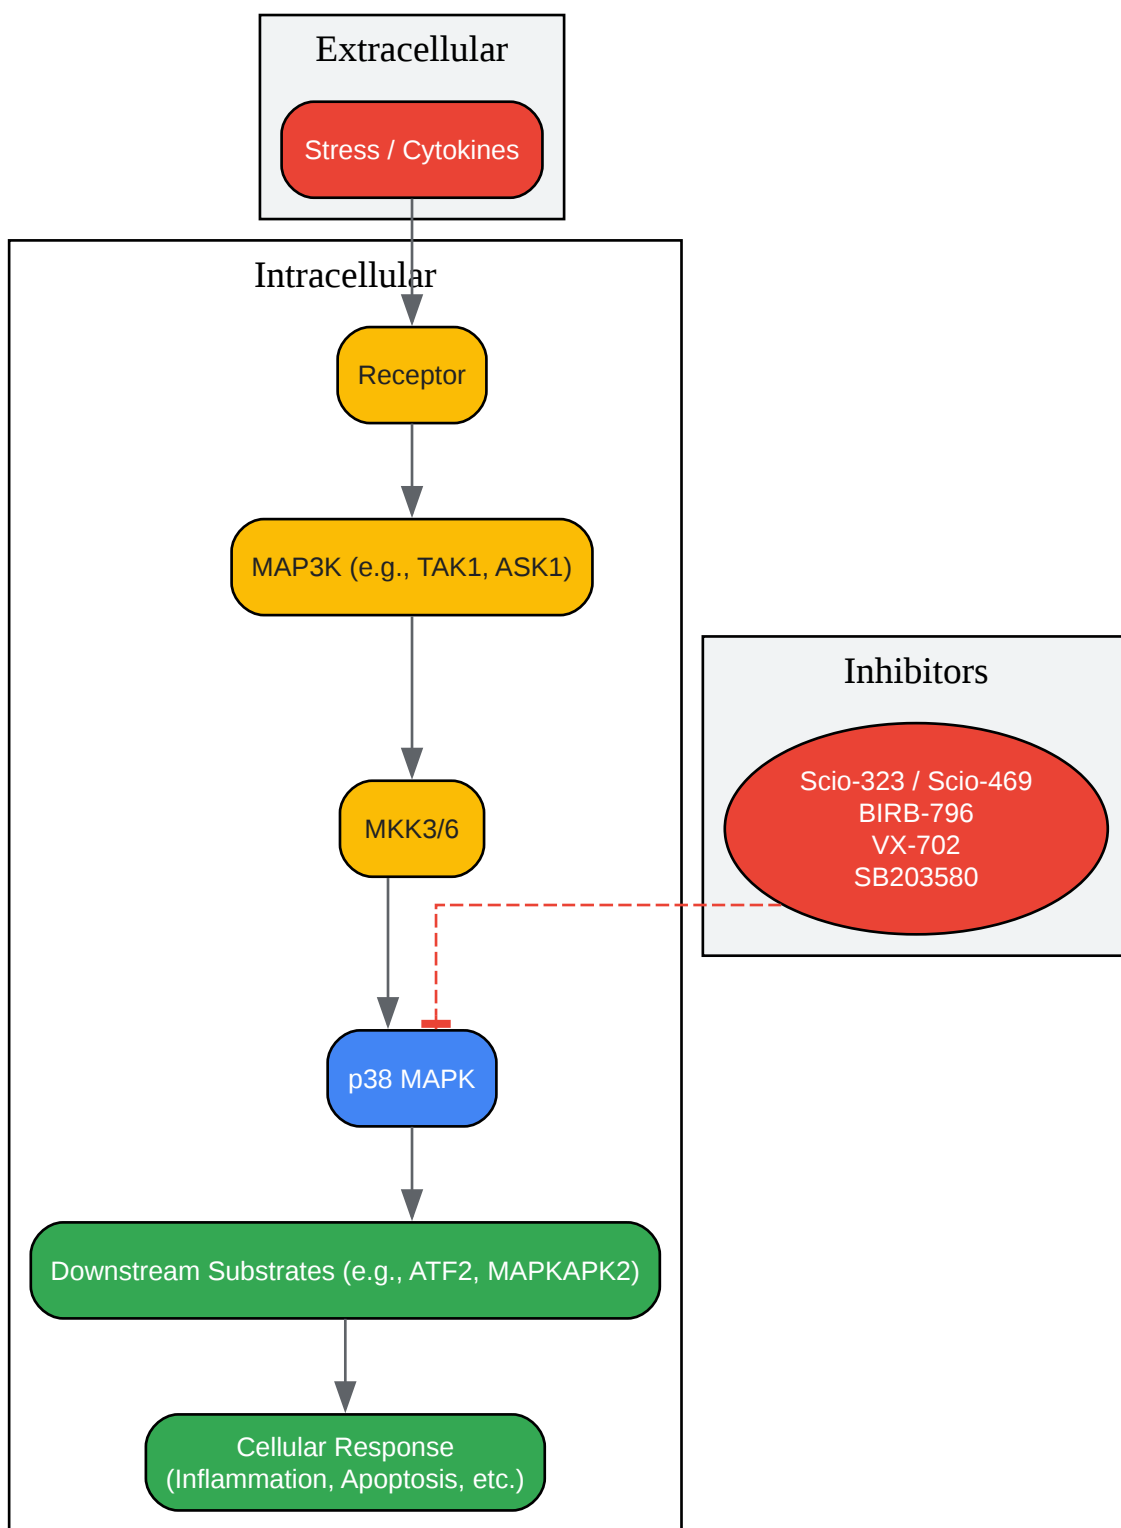 Extracellular
Stress / Cytokines
Intracellular
Receptor
MAP3K (e.g., TAK1, ASK1)
Inhibitors
Scio-323 / Scio-469
BIRB-796
VX-702
SB203580
MKK3/6
p38 MAPK
Downstream Substrates (e.g., ATF2, MAPKAPK2)
Cellular Response
(Inflammation, Apoptosis, etc.)